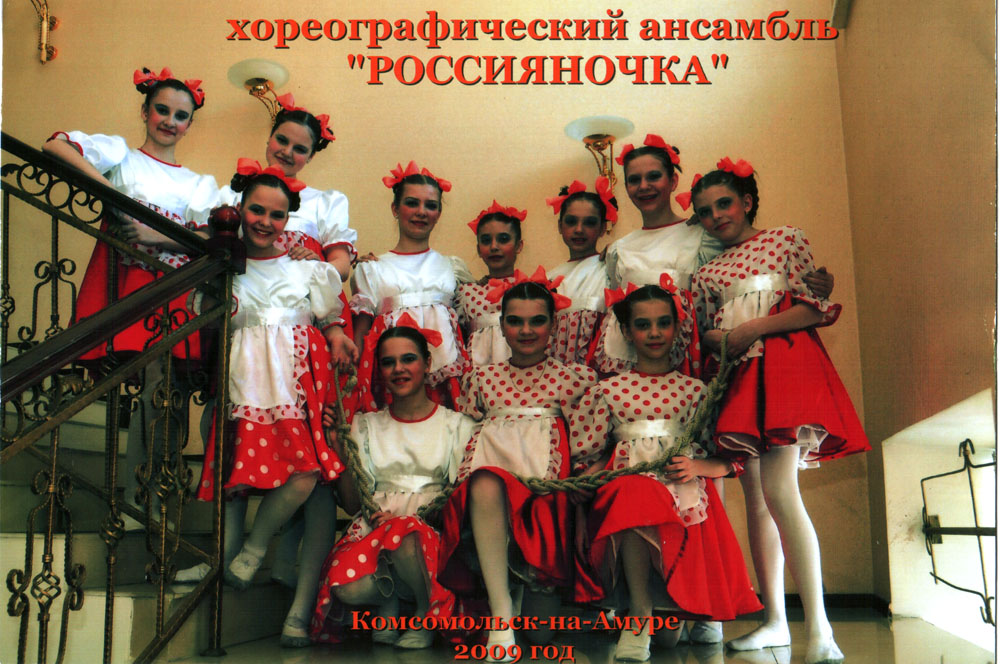 хореографический ансамбль
"РОССИЯНОЧКА"
Комсомольск-на-Амуре
2009 год